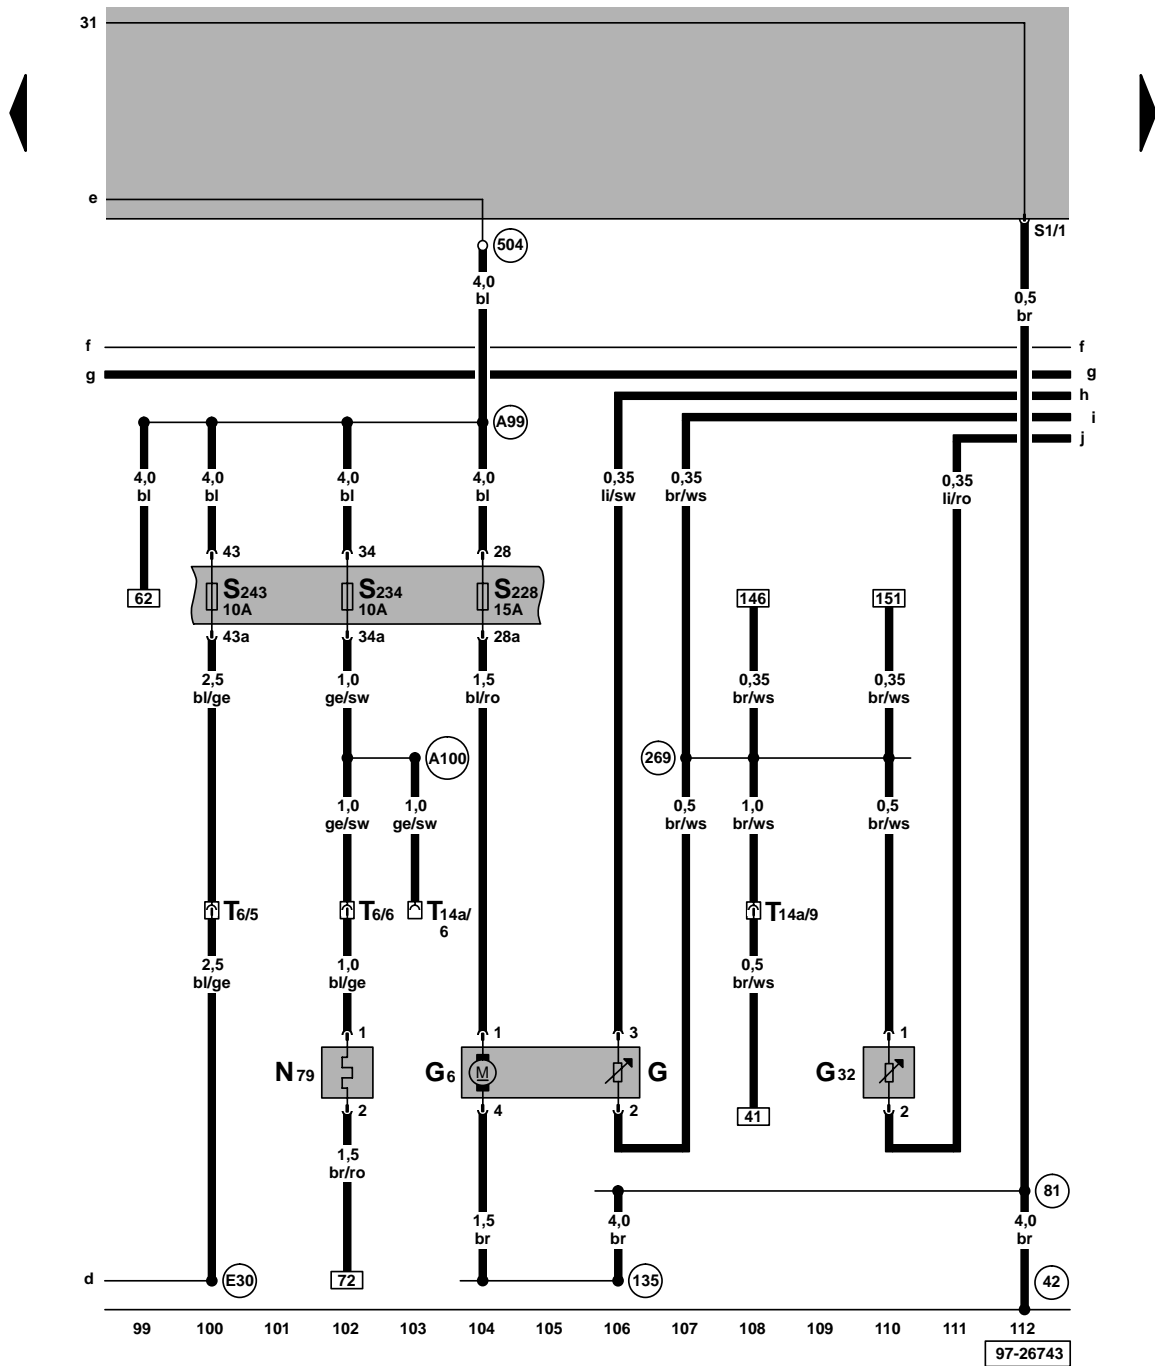 31
e
S1/1
504
4,0
bl
0,5
br
f
f
g
g
h
i
j
A99
4,0
bl
4,0
bl
4,0
bl
4,0
bl
0,35
li/sw
0,35
br/ws
0,35
li/ro
43
34
28
S243
10A
S234
10A
S228
15A
62
146
151
43a
34a
28a
2,5
bl/ge
1,0
ge/sw
1,5
bl/ro
0,35
br/ws
0,35
br/ws
A100
269
1,0
ge/sw
1,0
ge/sw
0,5
br/ws
1,0
br/ws
0,5
br/ws
T6/5
T6/6
T14a/
6
T14a/9
2,5
bl/ge
1,0
bl/ge
0,5
br/ws
1
1
3
1
N79
G6
M
G
G32
2
4
2
41
2
1,5
br/ro
81
1,5
br
4,0
br
4,0
br
d
E30
72
135
42
99 100 101 102 103 104 105 106 107 108 109 110 111 112
97-26743